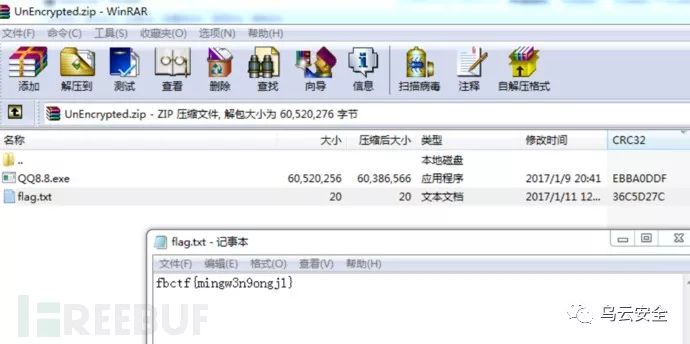 UnEncrypted.zip - WinRAR
文件(F) 命令(C) 工具(S) 收藏夹(O) 选项(N) 帮助(H)
添加 解压到 测试 查看 删除 查找 向导 信息 扫描病毒 注释 自解压格式
UnEncrypted.zip - ZIP 压缩文件, 解包大小为 60,520,276 字节
名称 大小 压缩后大小 类型 修改时间 CRC32
.. 本地磁盘
QQ8.8.exe 60,520,256 60,386,566 应用程序 2017/1/9 20:41 EBBA0DDF
flag.txt 20 20 文本文档 2017/1/11 12... 36C5D27C
flag.txt - 记事本
文件(F) 编辑(E) 格式(O) 查看(V) 帮助(H)
fbctf{mingw3n9ongj1}
FREEBUF
乌云安全